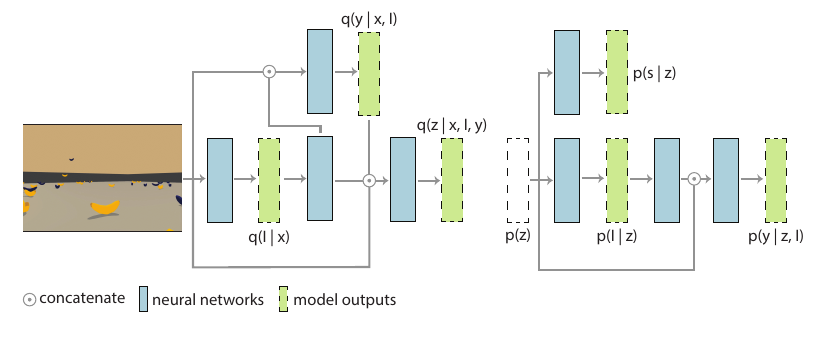 q(y | x, l)
q(z | x, l, y)
q(l | x)
p(s | z)
p(z)
p(l | z)
p(y | z, l)
concatenate
neural networks
model outputs